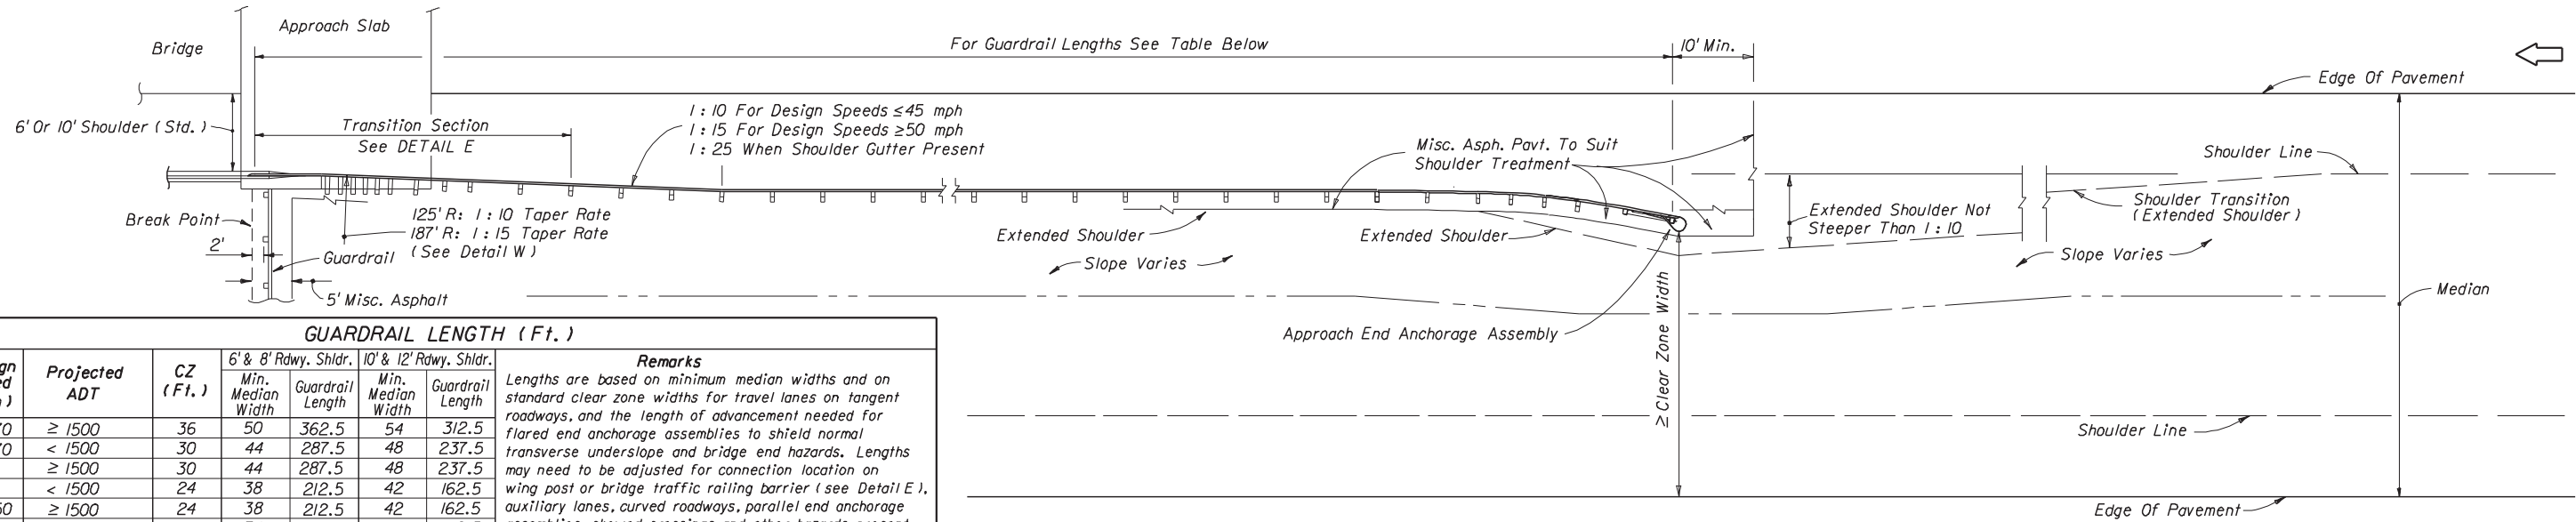 Approach Slab
Bridge
For Guardrail Lengths See Table Below
10' Min.
Edge Of Pavement
6' Or 10' Shoulder (Std.)
Transition Section
See DETAIL E
1:10 For Design Speeds ≤45 mph
1:15 For Design Speeds ≥50 mph
1:25 When Shoulder Gutter Present
Misc. Asph. Pavt. To Suit
Shoulder Treatment
Shoulder Line
Shoulder Transition
(Extended Shoulder)
Extended Shoulder Not
Steeper Than 1:10
Break Point
125' R: 1:10 Taper Rate
187' R: 1:15 Taper Rate
(See Detail W)
2'
Guardrail
5' Misc. Asphalt
Extended Shoulder
Extended Shoulder
Slope Varies
Slope Varies
Median
≥ Clear Zone Width
Approach End Anchorage Assembly
Shoulder Line
Edge Of Pavement
GUARDRAIL LENGTH (Ft.)
Projected ADT
CZ (Ft.)
6' & 8' Rdwy. Shldr.
10' & 12' Rdwy. Shldr.
Min. Median Width
Guardrail Length
Min. Median Width
Guardrail Length
≥ 1500 36 50 362.5 54 312.5
< 1500 30 44 287.5 48 237.5
≥ 1500 30 44 287.5 48 237.5
< 1500 24 38 212.5 42 162.5
≥ 1500 24 38 212.5 42 162.5
Remarks
Lengths are based on minimum median widths and on
standard clear zone widths for travel lanes on tangent
roadways, and the length of advancement needed for
flared end anchorage assemblies to shield normal
transverse underslope and bridge end hazards. Lengths
may need to be adjusted for connection location on
wing post or bridge traffic railing barrier (see Detail E),
auxiliary lanes, curved roadways, parallel end anchorage